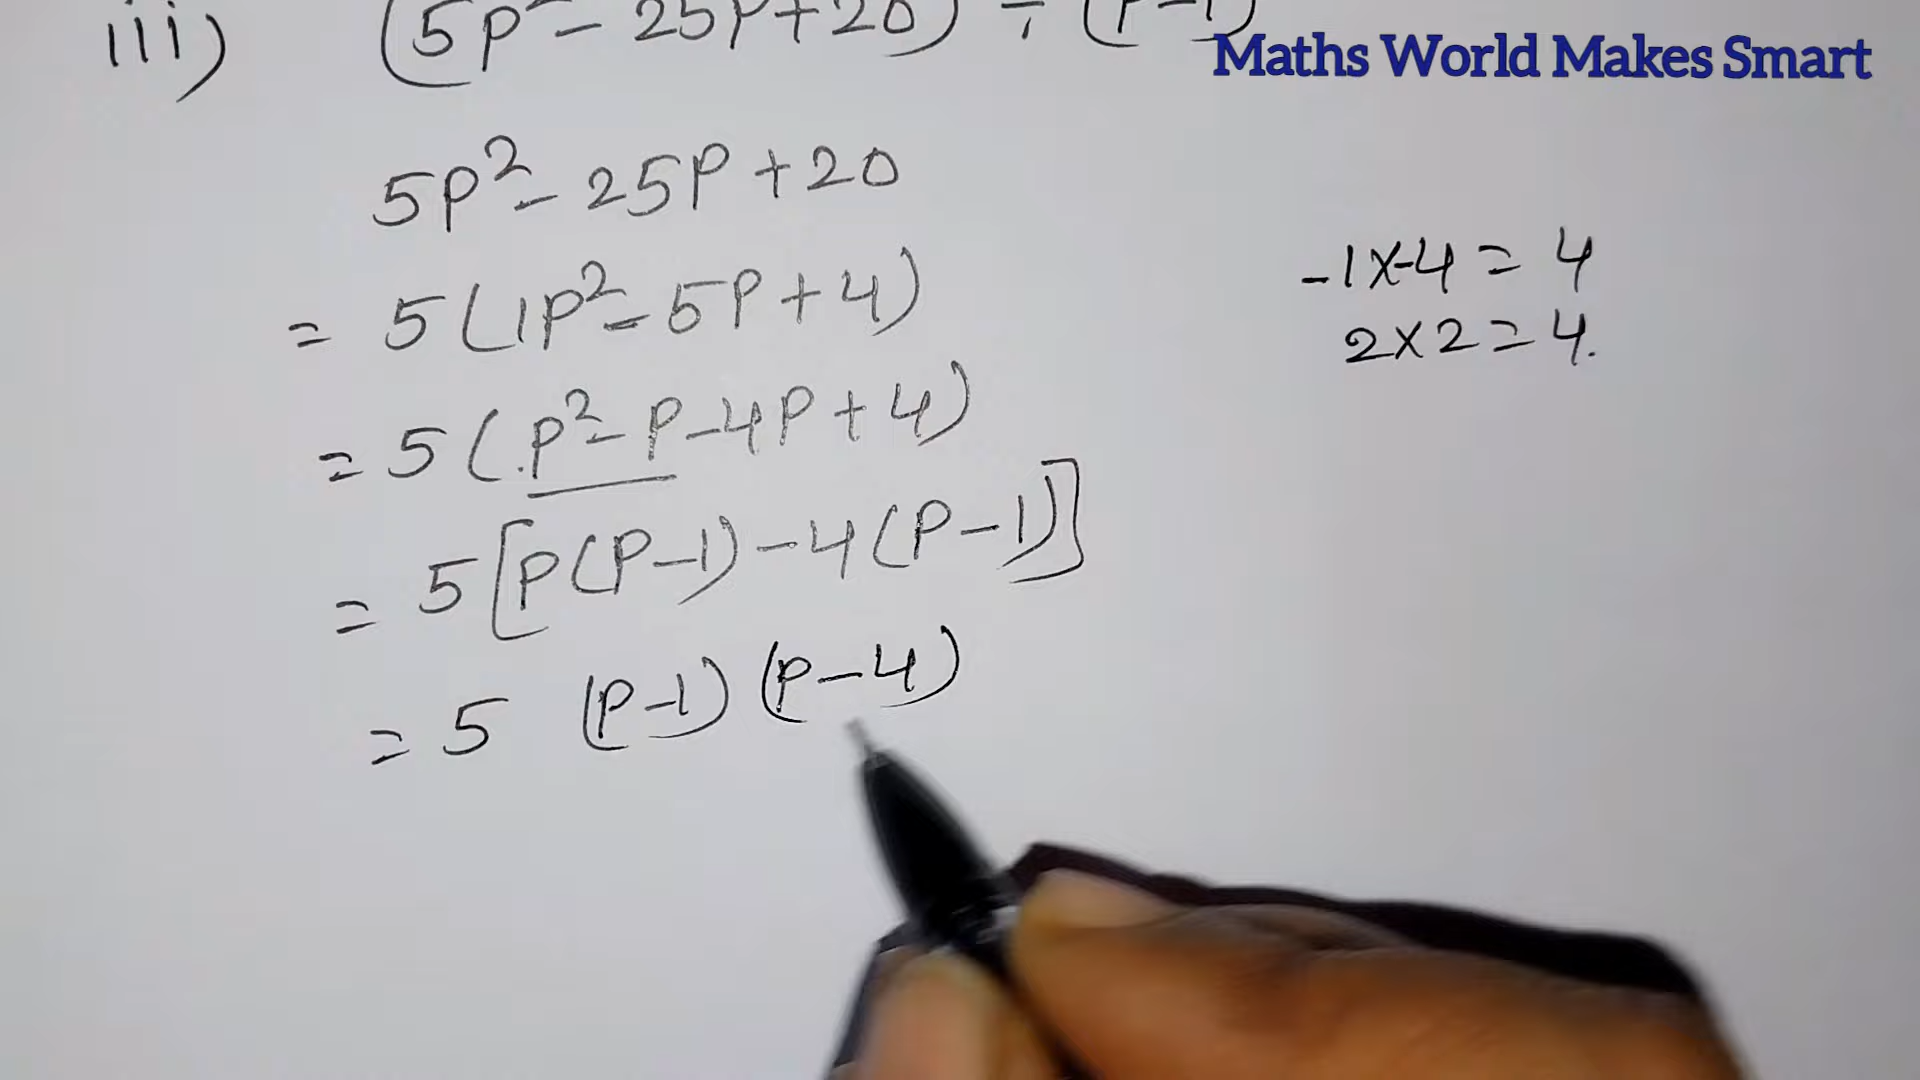 iii) (5p² - 25p + 20) ÷ (p-1)
Maths World Makes Smart
5p² - 25p + 20
-1 x -4 = 4
= 5(1p² - 5p + 4)
2 x 2 = 4.
= 5(.p² - p - 4p + 4)
= 5[p(p-1) - 4(p-1)]
= 5 (p-1) (p-4)